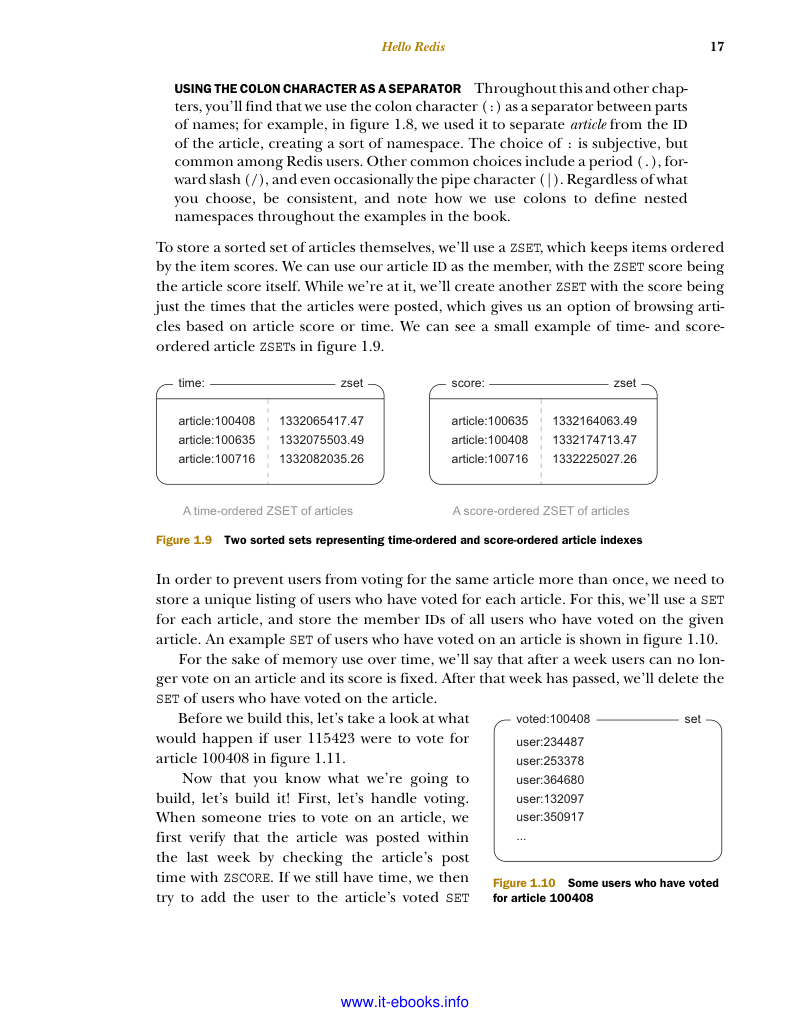 Hello Redis 17
USING THE COLON CHARACTER AS A SEPARATOR Throughout this and other chap-
ters, you'll find that we use the colon character (:) as a separator between parts
of names; for example, in figure 1.8, we used it to separate article from the ID
of the article, creating a sort of namespace. The choice of : is subjective, but
common among Redis users. Other common choices include a period (.), for-
ward slash (/), and even occasionally the pipe character (|). Regardless of what
you choose, be consistent, and note how we use colons to define nested
namespaces throughout the examples in the book.
To store a sorted set of articles themselves, we'll use a ZSET, which keeps items ordered
by the item scores. We can use our article ID as the member, with the ZSET score being
the article score itself. While we're at it, we'll create another ZSET with the score being
just the times that the articles were posted, which gives us an option of browsing arti-
cles based on article score or time. We can see a small example of time- and score-
ordered article ZSETs in figure 1.9.
time: zset
article:100408 1332065417.47
article:100635 1332075503.49
article:100716 1332082035.26
A time-ordered ZSET of articles
score: zset
article:100635 1332164063.49
article:100408 1332174713.47
article:100716 1332225027.26
A score-ordered ZSET of articles
Figure 1.9 Two sorted sets representing time-ordered and score-ordered article indexes
In order to prevent users from voting for the same article more than once, we need to
store a unique listing of users who have voted for each article. For this, we'll use a SET
for each article, and store the member IDs of all users who have voted on the given
article. An example SET of users who have voted on an article is shown in figure 1.10.
For the sake of memory use over time, we'll say that after a week users can no lon-
ger vote on an article and its score is fixed. After that week has passed, we'll delete the
SET of users who have voted on the article.
Before we build this, let's take a look at what
would happen if user 115423 were to vote for
article 100408 in figure 1.11.
Now that you know what we're going to
build, let's build it! First, let's handle voting.
When someone tries to vote on an article, we
first verify that the article was posted within
the last week by checking the article's post
time with ZSCORE. If we still have time, we then
try to add the user to the article's voted SET
voted:100408 set
user:234487
user:253378
user:364680
user:132097
user:350917
...
Figure 1.10 Some users who have voted
for article 100408
www.it-ebooks.info